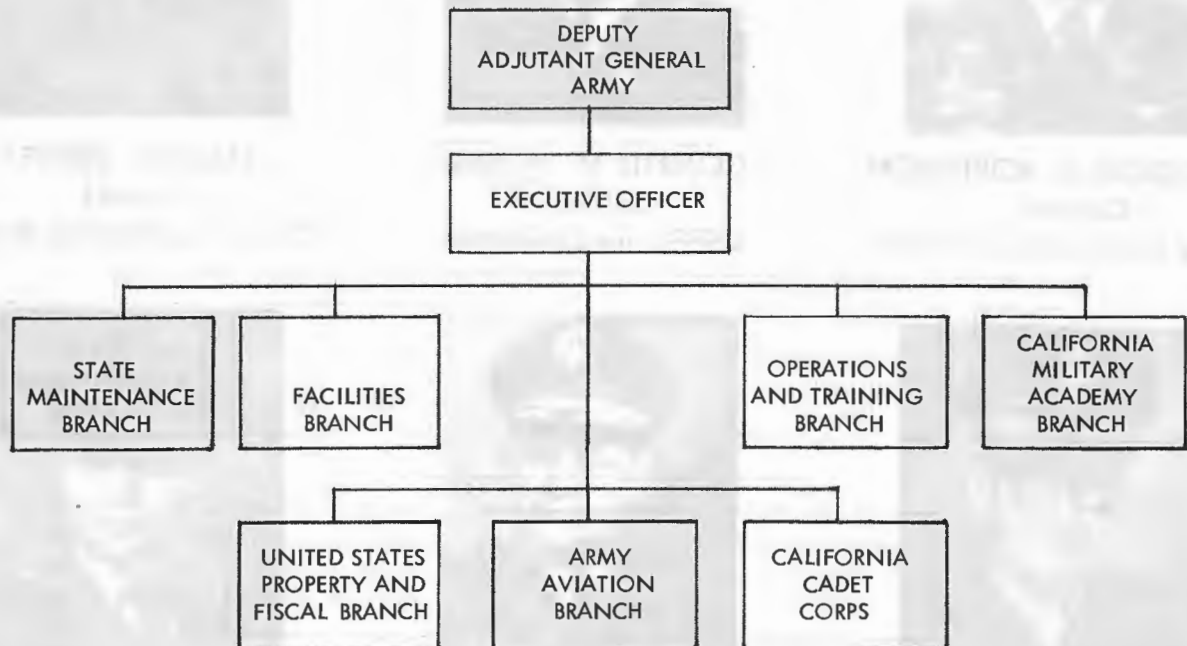 DEPUTY
ADJUTANT GENERAL
ARMY
EXECUTIVE OFFICER
STATE
MAINTENANCE
BRANCH
FACILITIES
BRANCH
OPERATIONS
AND TRAINING
BRANCH
CALIFORNIA
MILITARY
ACADEMY
BRANCH
UNITED STATES
PROPERTY AND
FISCAL BRANCH
ARMY
AVIATION
BRANCH
CALIFORNIA
CADET
CORPS